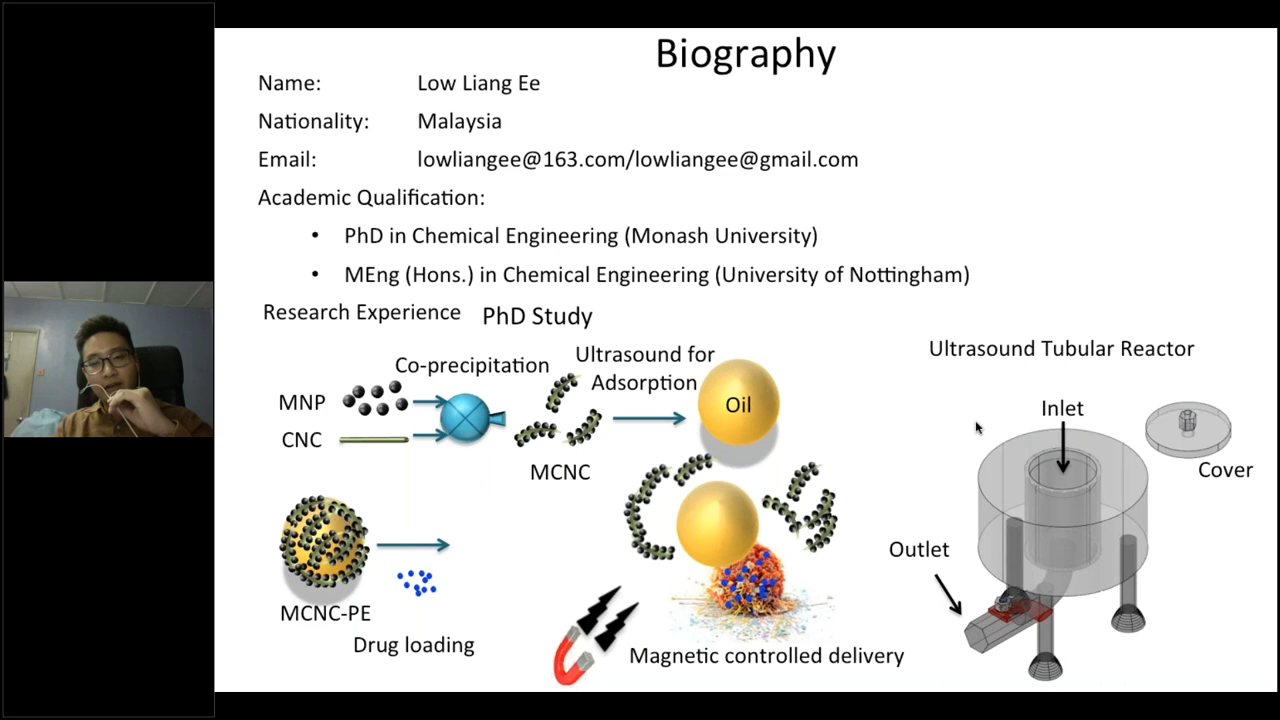 Biography
Name: Low Liang Ee
Nationality: Malaysia
Email: lowliangee@163.com/lowliangee@gmail.com
Academic Qualification:
• PhD in Chemical Engineering (Monash University)
• MEng (Hons.) in Chemical Engineering (University of Nottingham)
Research Experience PhD Study
Co-precipitation
Ultrasound for
Adsorption
MNP
CNC
MCNC
Oil
MCNC-PE
Drug loading
Magnetic controlled delivery
Ultrasound Tubular Reactor
Inlet
Cover
Outlet